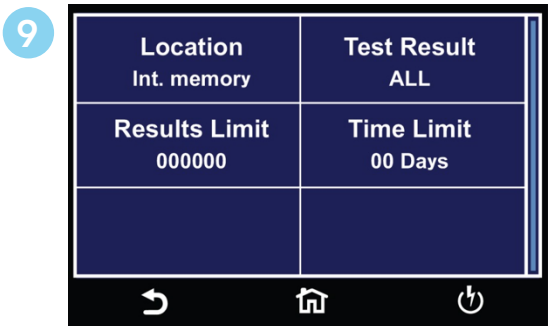 9
Location
Int. memory
Test Result
ALL
Results Limit
000000
Time Limit
00 Days